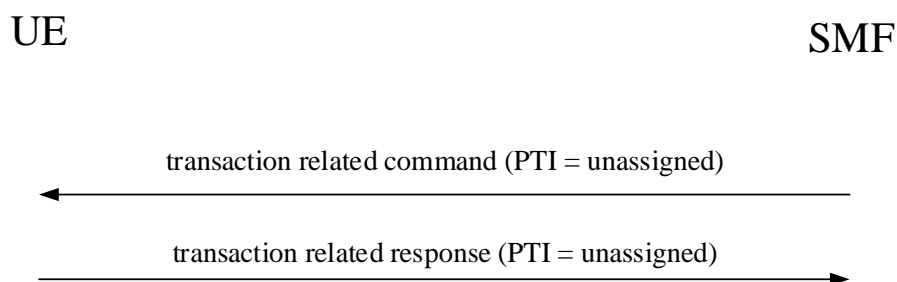 UE
SMF
transaction related command (PTI = unassigned)
transaction related response (PTI = unassigned)